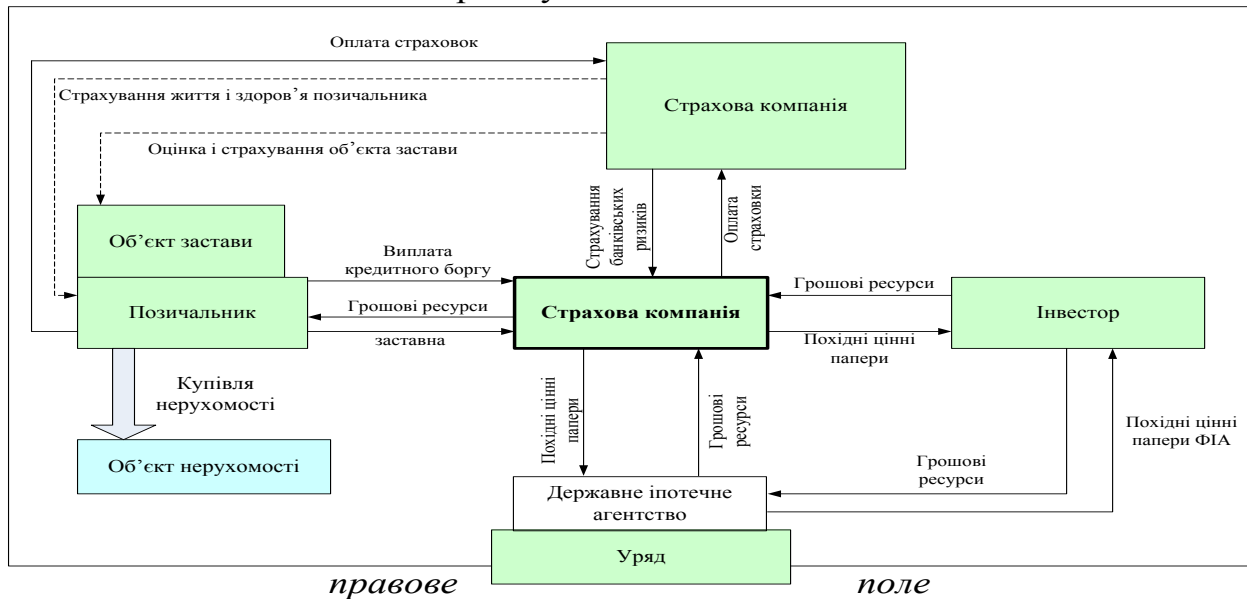 Оплата страховок
Страхова компанія
Страхування життя і здоров’я позичальника
Оцінка і страхування об’єкта застави
Страхування
банківських
ризиків
Оплата
страховки
Об’єкт застави
Виплата
кредитного боргу
Позичальник
Грошові ресурси
заставна
Страхова компанія
Грошові ресурси
Похідні цінні
папери
Інвестор
Купівля
нерухомості
Об’єкт нерухомості
Похідні цінні
папери
Грошові
ресурси
Похідні цінні
папери ФІА
Грошові
ресурси
Державне іпотечне
агентство
Уряд
правове
поле